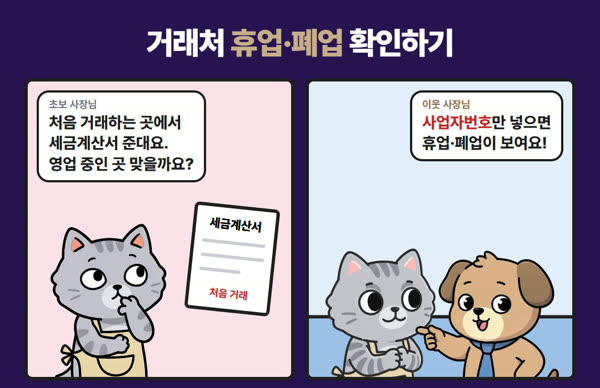 거래처 휴업·폐업 확인하기
초보 사장님
처음 거래하는 곳에서
세금계산서 준대요.
영업 중인 곳 맞을까요?
세금계산서
처음 거래
이웃 사장님
사업자번호만 넣으면
휴업·폐업이 보여요!